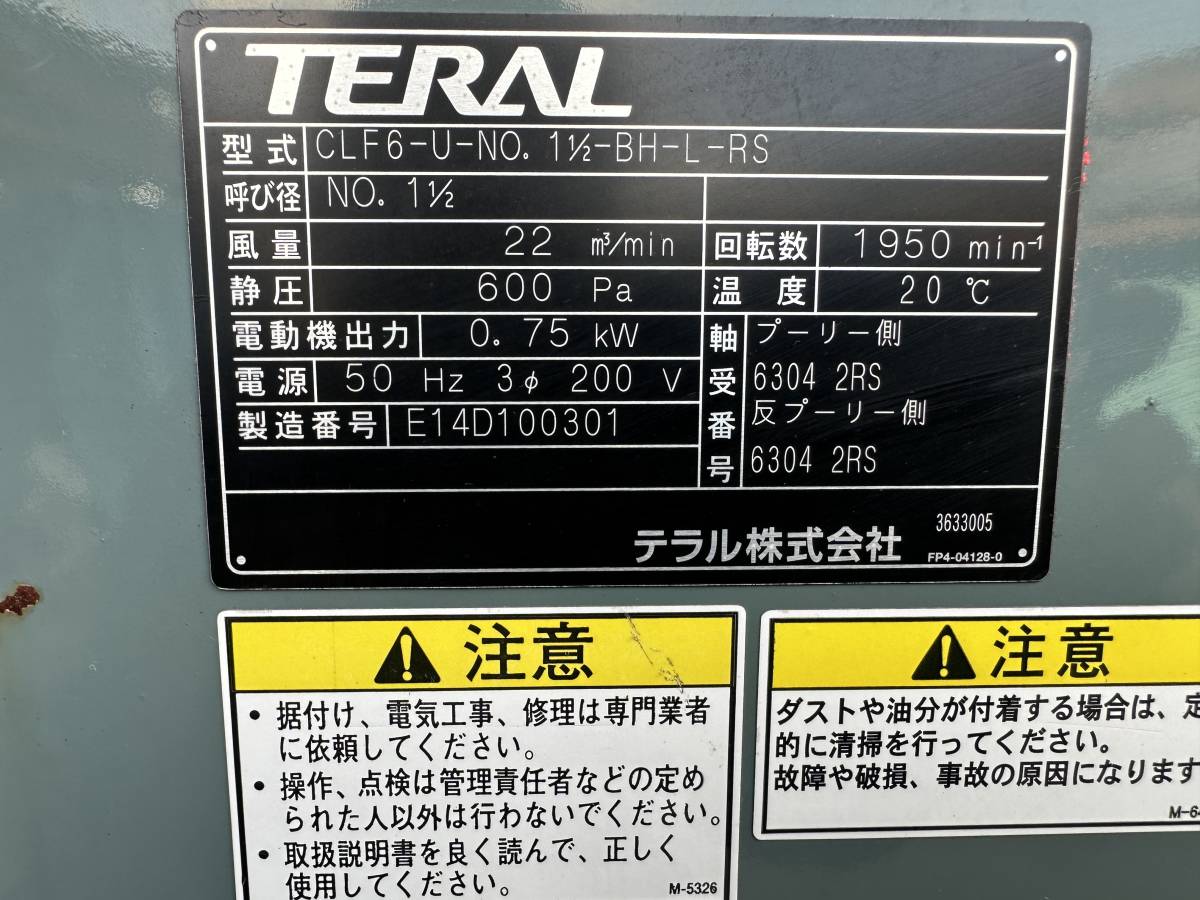 TERAL
型式 CLF6-U-NO. 1½-BH-L-RS
呼び径 NO. 1½
風量 22 m³/min 回転数 1950 min⁻¹
静圧 600 Pa 温度 20 ℃
電動機出力 0. 75 kW
電源 50 Hz 3φ 200 V
製造番号 E14D100301
軸受番号
プーリー側
6304 2RS
反プーリー側
6304 2RS
テラル株式会社
3633005
FP4-04128-0
注意
• 据付け、電気工事、修理は専門業者
に依頼してください。
• 操作、点検は管理責任者などの定め
られた人以外は行わないでください。
• 取扱説明書を良く読んで、正しく
使用してください。
M-5326
注意
ダストや油分が付着する場合は、定
的に清掃を行ってください。
故障や破損、事故の原因になります